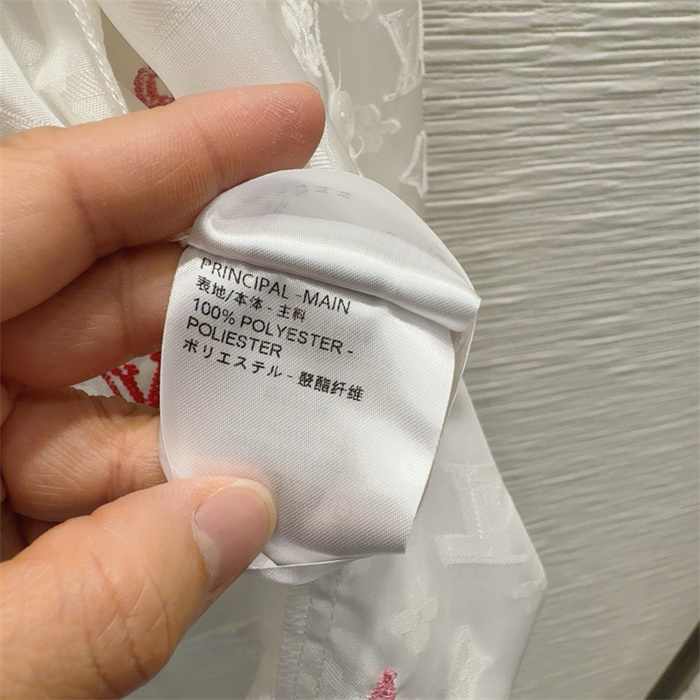 PRINCIPAL - MAIN
表地/本体 - 主料
100% POLYESTER -
POLIESTER
ポリエステル - 聚酯纤维